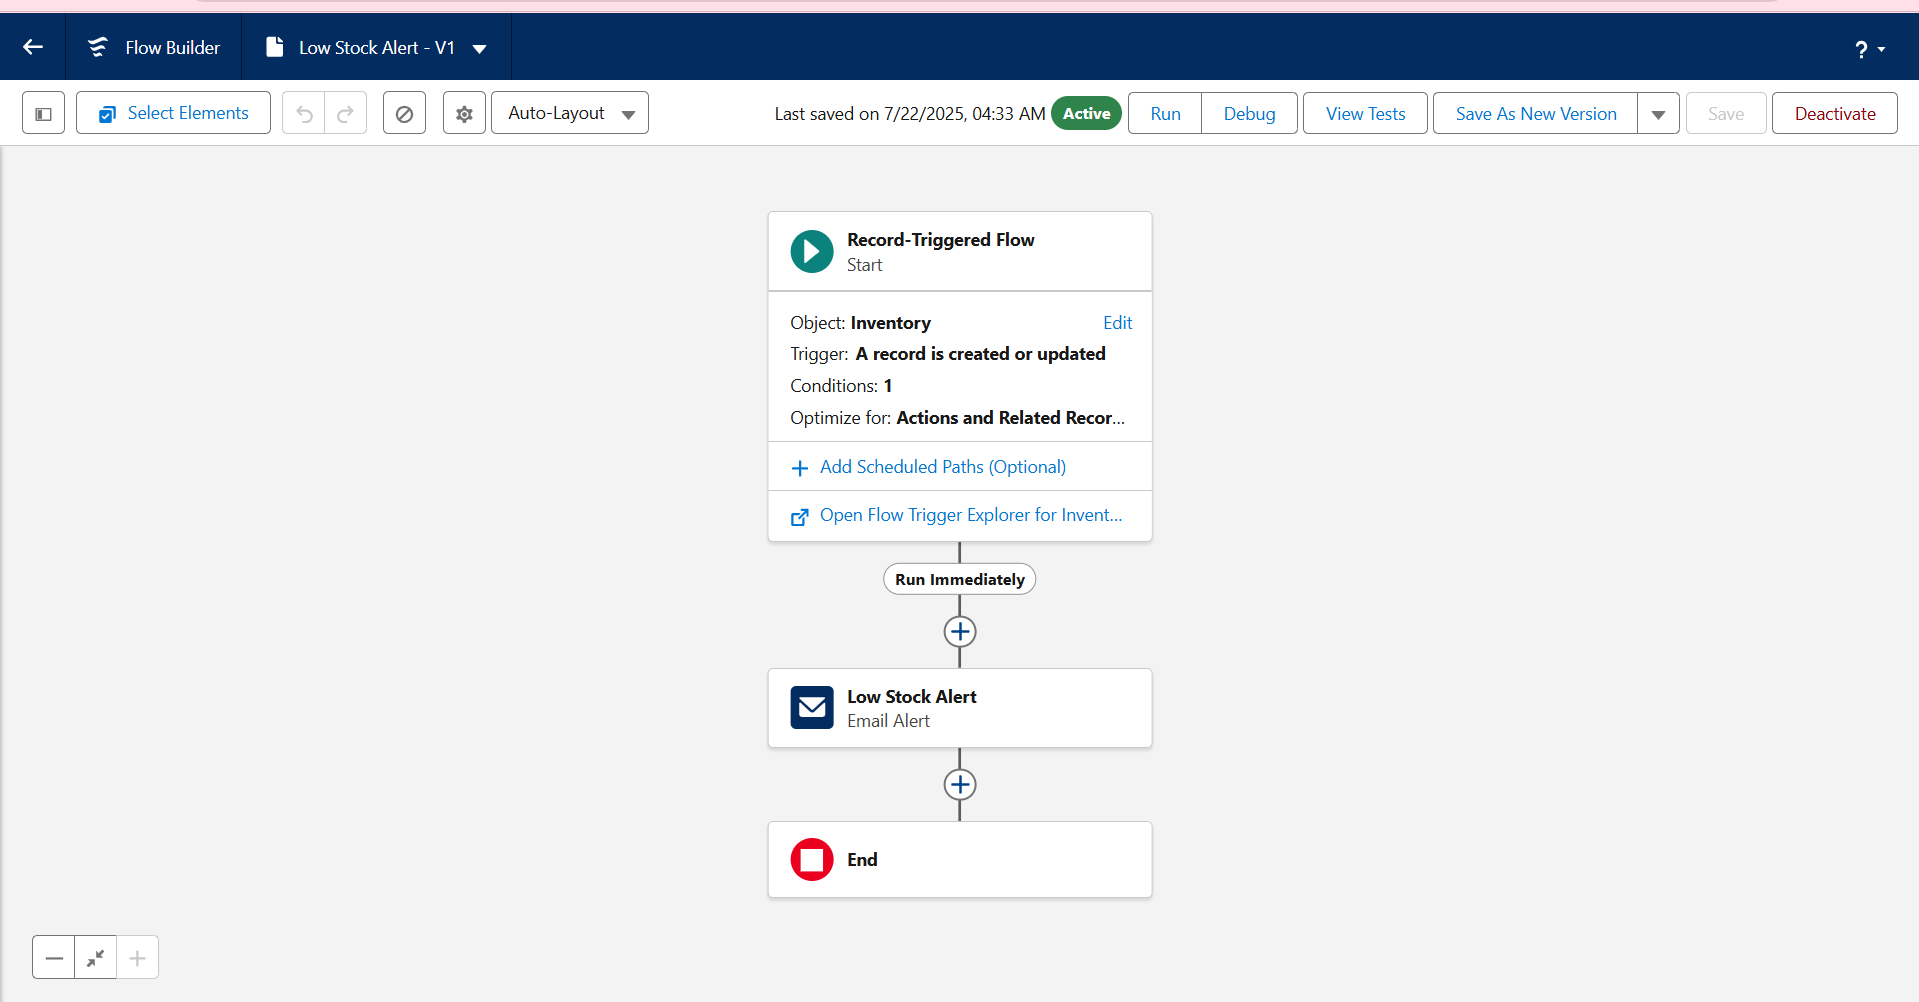 Flow Builder
Low Stock Alert - V1
?
Select Elements
Auto-Layout
Last saved on 7/22/2025, 04:33 AM
Active
Run
Debug
View Tests
Save As New Version
Save
Deactivate
Record-Triggered Flow
Start
Object: Inventory
Edit
Trigger: A record is created or updated
Conditions: 1
Optimize for: Actions and Related Recor...
Add Scheduled Paths (Optional)
Open Flow Trigger Explorer for Invent...
Run Immediately
Low Stock Alert
Email Alert
End